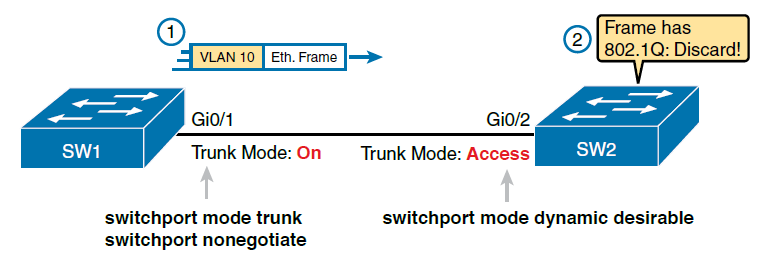 1
VLAN 10 Eth. Frame
2
Frame has
802.1Q: Discard!
SW1
Gi0/1
Gi0/2
SW2
Trunk Mode: On
Trunk Mode: Access
switchport mode trunk
switchport nonegotiate
switchport mode dynamic desirable